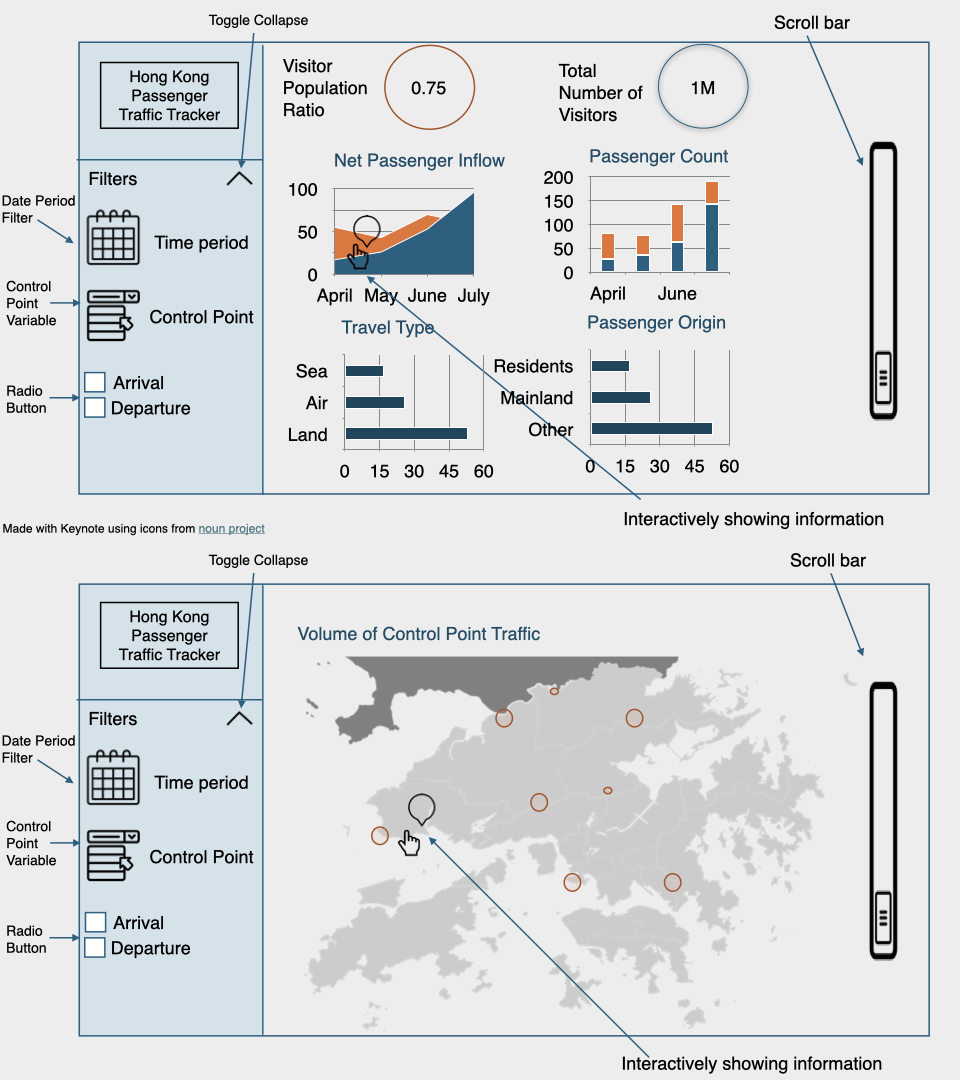 Toggle Collapse
Scroll bar
Hong Kong
Passenger
Traffic Tracker
Visitor
Population
Ratio
0.75
Total
Number of
Visitors
1M
Filters
Date Period
Filter
Time period
Control
Point
Variable
Control Point
Radio
Button
Arrival
Departure
Net Passenger Inflow
100
50
0
April May June July
Passenger Count
200
150
100
50
0
April June
Travel Type
Sea
Air
Land
0 15 30 45 60
Passenger Origin
Residents
Mainland
Other
0 15 30 45 60
Interactively showing information
Made with Keynote using icons from noun project
Toggle Collapse
Scroll bar
Hong Kong
Passenger
Traffic Tracker
Volume of Control Point Traffic
Filters
Date Period
Filter
Time period
Control
Point
Variable
Control Point
Radio
Button
Arrival
Departure
Interactively showing information